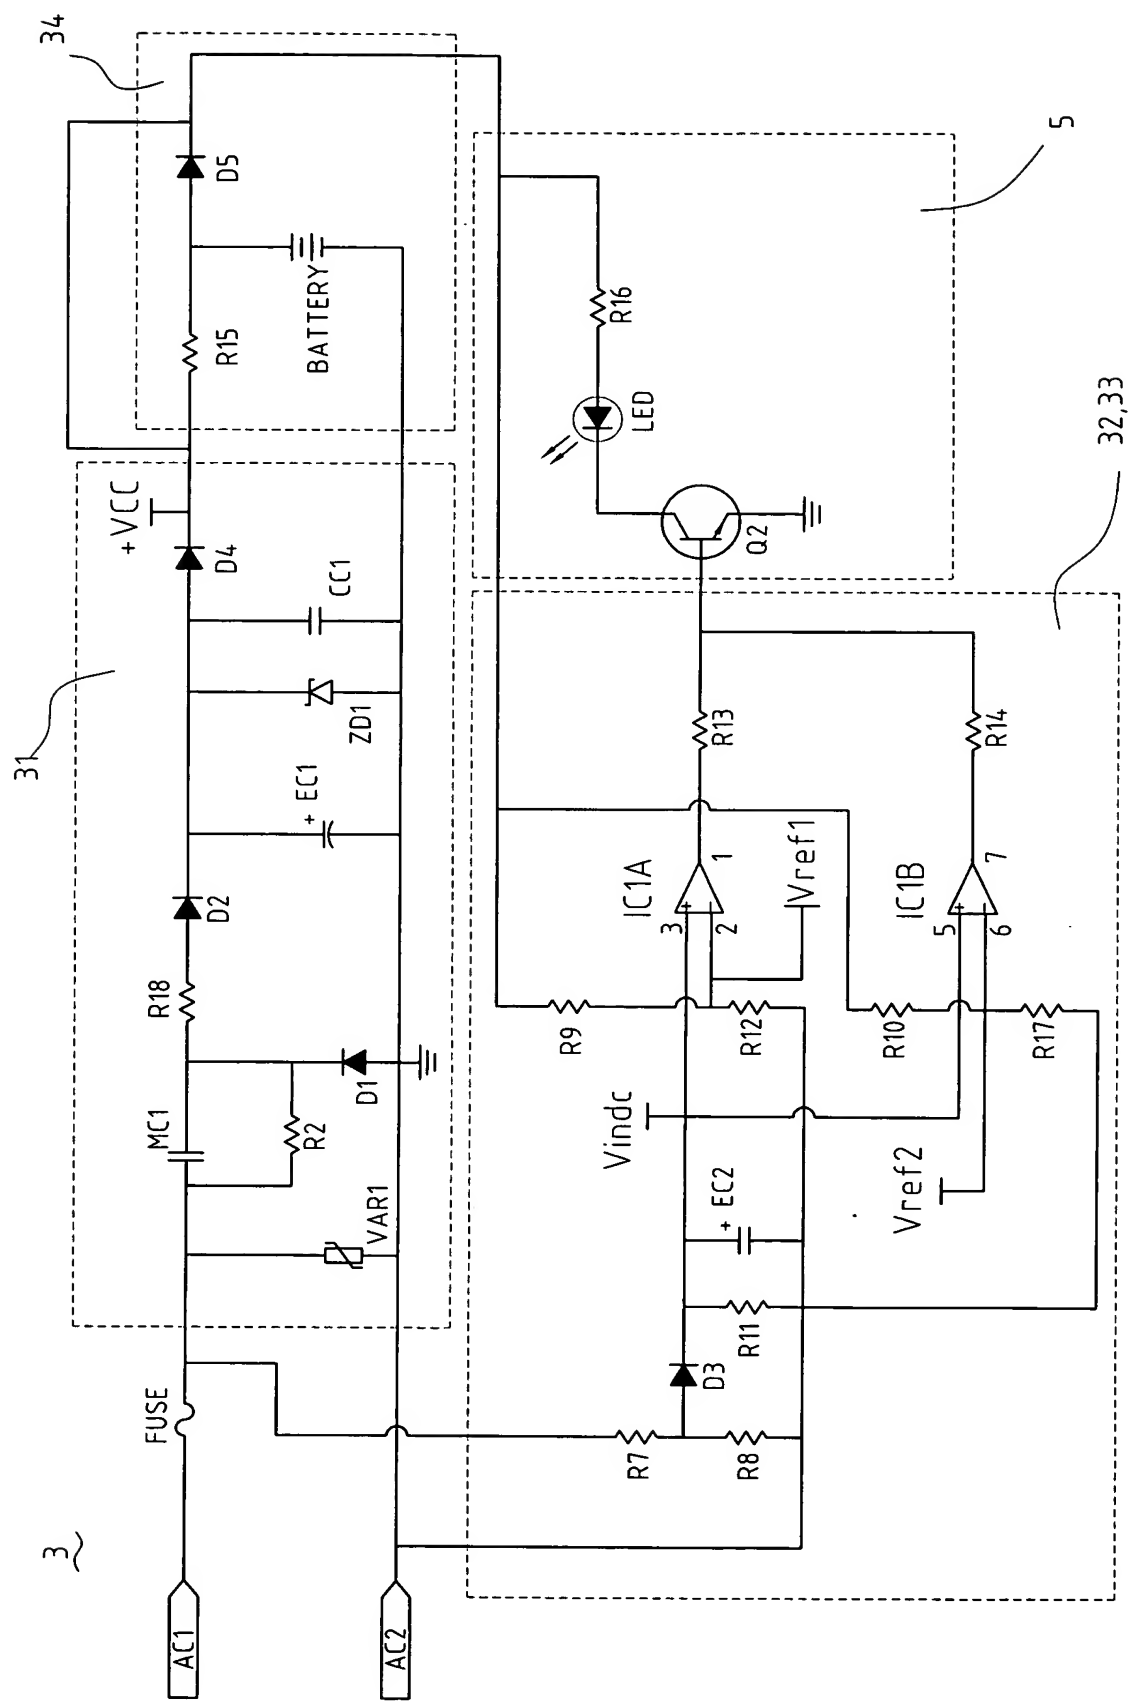 3
AC1
AC2
FUSE
31
VAR1
MC1
R2
D1
R18
D2
+
EC1
ZD1
CC1
D4
+VCC
34
R15
BATTERY
D5
R7
R8
D3
R11
+
EC2
Vindc
Vref2
R9
R12
R10
R17
3
2
+
-
IC1A
1
Vref1
5
6
+
-
IC1B
7
R13
R14
32,33
Q2
LED
R16
5